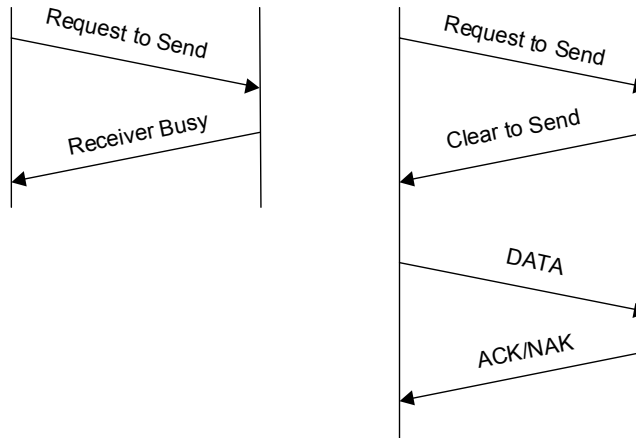 Request to Send
Receiver Busy
Request to Send
Clear to Send
DATA
ACK/NAK